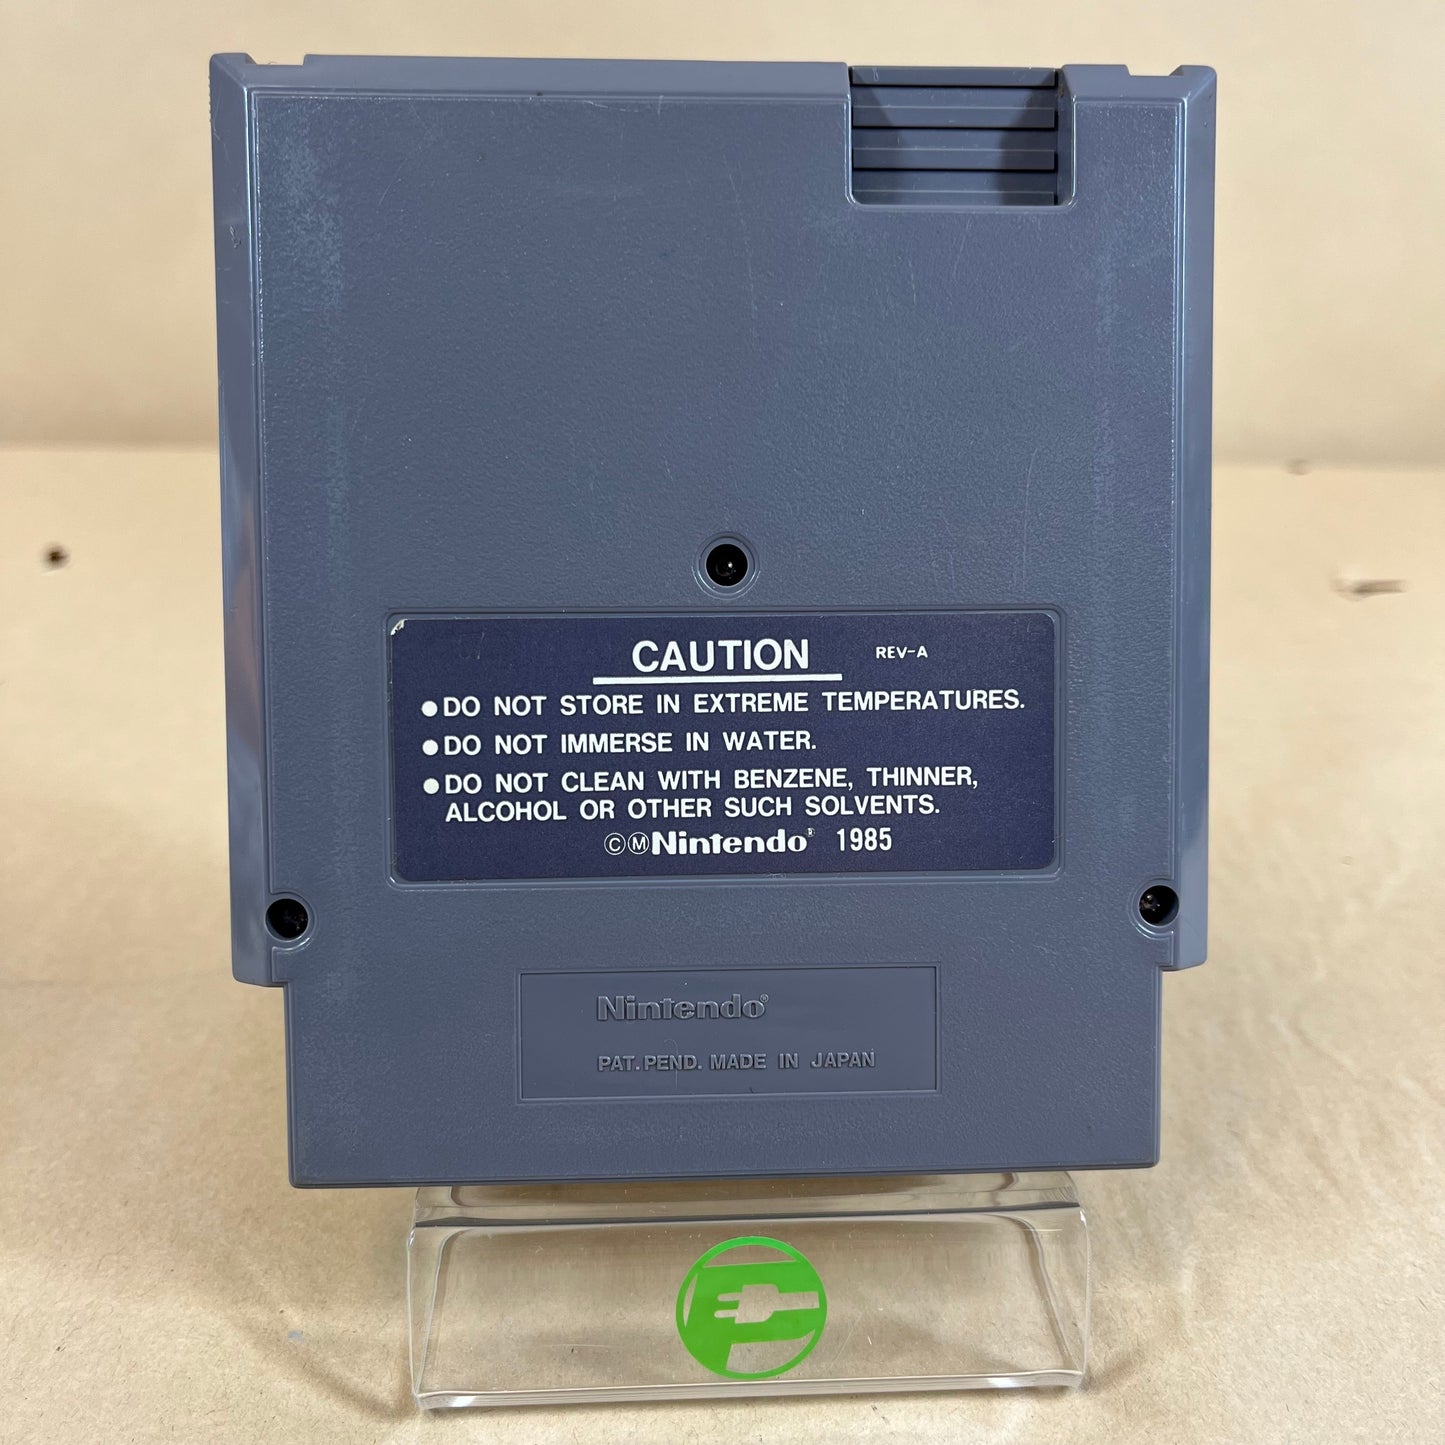 CAUTION REV-A
●DO NOT STORE IN EXTREME TEMPERATURES.
●DO NOT IMMERSE IN WATER.
●DO NOT CLEAN WITH BENZENE, THINNER,
ALCOHOL OR OTHER SUCH SOLVENTS.
ⒸⓂNintendo® 1985
Nintendo®
PAT. PEND. MADE IN JAPAN